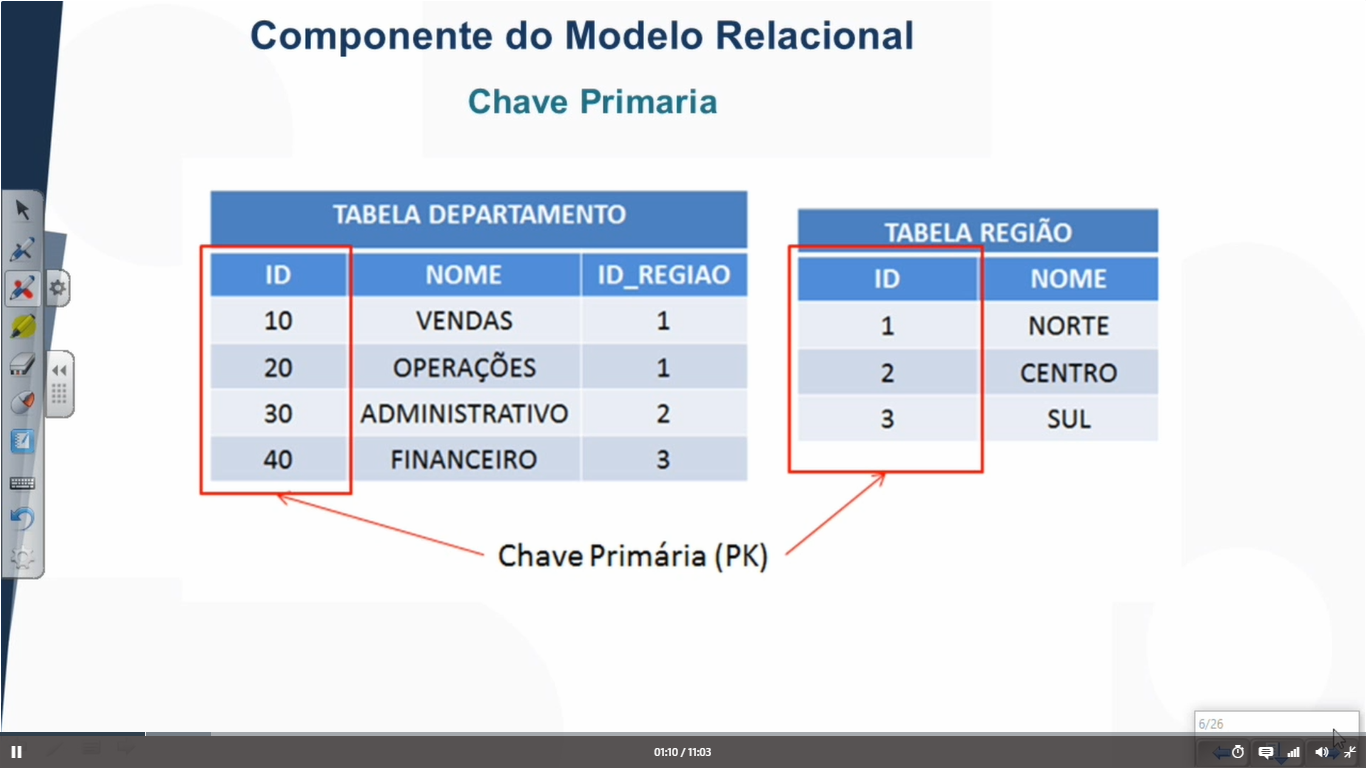 Componente do Modelo Relacional
Chave Primaria
TABELA DEPARTAMENTO
ID NOME ID_REGIAO
10 VENDAS 1
20 OPERAÇÕES 1
30 ADMINISTRATIVO 2
40 FINANCEIRO 3
TABELA REGIÃO
ID NOME
1 NORTE
2 CENTRO
3 SUL
Chave Primária (PK)
6/26
01:10 / 11:03